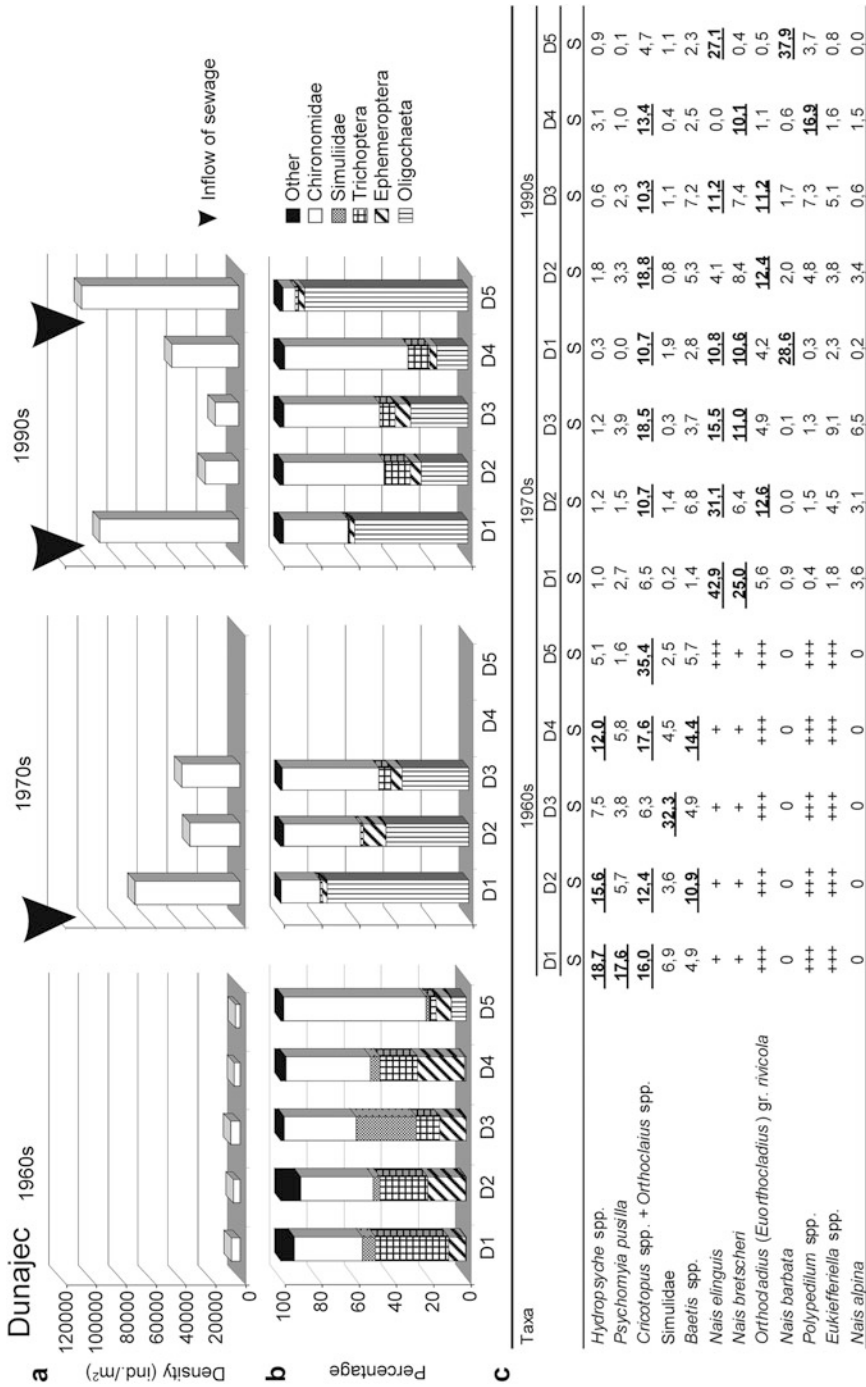 Dunajec
a
1960s
1970s
1990s
120000
100000
80000
60000
40000
20000
0
Density (ind./m²)
Inflow of sewage
b
100
80
60
40
20
Percentage
D1 D2 D3 D4 D5
D1 D2 D3 D4 D5
D1 D2 D3 D4 D5
Other
Chironomidae
Simuliidae
Trichoptera
Ephemeroptera
Oligochaeta
c
Taxa 1960s 1970s 1990s
D1 D2 D3 D4 D5 D1 D2 D3 D1 D2 D3 D4 D5
S S S S S S S S S S S S S
Hydropsyche spp. 18,7 15,6 7,5 12,0 5,1 1,0 1,2 1,2 0,3 1,8 0,6 3,1 0,9
Psychomyia pusilla 17,6 5,7 3,8 5,8 1,6 2,7 1,5 3,9 0,0 3,3 2,3 1,0 0,1
Cricotopus spp. + Orthoclaius spp. 16,0 12,4 6,3 17,6 35,4 6,5 10,7 18,5 10,7 18,8 10,3 13,4 4,7
Simulidae 6,9 3,6 32,3 4,5 2,5 0,2 1,4 0,3 1,9 0,8 1,1 0,4 1,1
Baetis spp. 4,9 10,9 4,9 14,4 5,7 1,4 6,8 3,7 2,8 5,3 7,2 2,5 2,3
Nais elinguis + + + + +++ 42,9 31,1 15,5 10,8 4,1 11,2 0,0 27,1
Nais bretscheri + + + + + 25,0 6,4 11,0 10,6 8,4 7,4 10,1 0,4
Orthocladius (Euorthocladius) gr. rivicola +++ +++ +++ +++ +++ 5,6 12,6 4,9 4,2 12,4 11,2 1,1 0,5
Nais barbata 0 0 0 0 0 0,9 0,0 0,1 28,6 2,0 1,7 0,6 37,9
Polypedilum spp. +++ +++ +++ +++ +++ 0,4 1,5 1,3 0,3 4,8 7,3 16,9 3,7
Eukiefferiella spp. +++ +++ +++ +++ +++ 1,8 4,5 9,1 2,3 3,8 5,1 1,6 0,8
Nais alpina 0 0 0 0 0 3,6 3,1 6,5 0,2 3,4 0,6 1,5 0,0